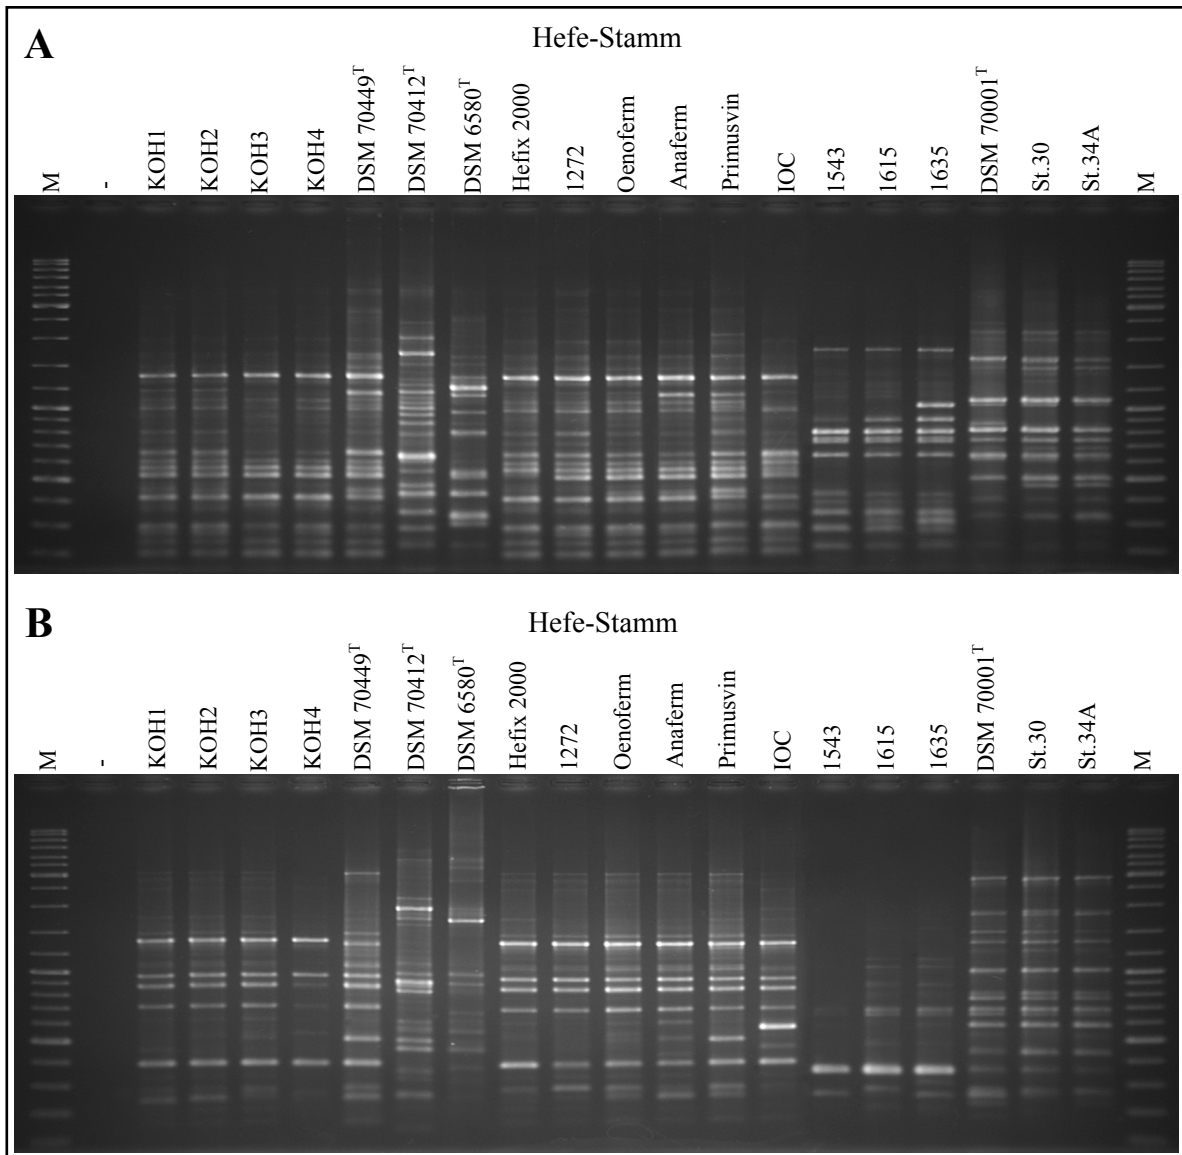 A
Hefe-Stamm
M
-
KOH1
KOH2
KOH3
KOH4
DSM 70449T
DSM 70412T
DSM 6580T
Hefix 2000
1272
Oenoferm
Anaferm
Primusvin
IOC
1543
1615
1635
DSM 70001T
St.30
St.34A
M
B
Hefe-Stamm
M
-
KOH1
KOH2
KOH3
KOH4
DSM 70449T
DSM 70412T
DSM 6580T
Hefix 2000
1272
Oenoferm
Anaferm
Primusvin
IOC
1543
1615
1635
DSM 70001T
St.30
St.34A
M